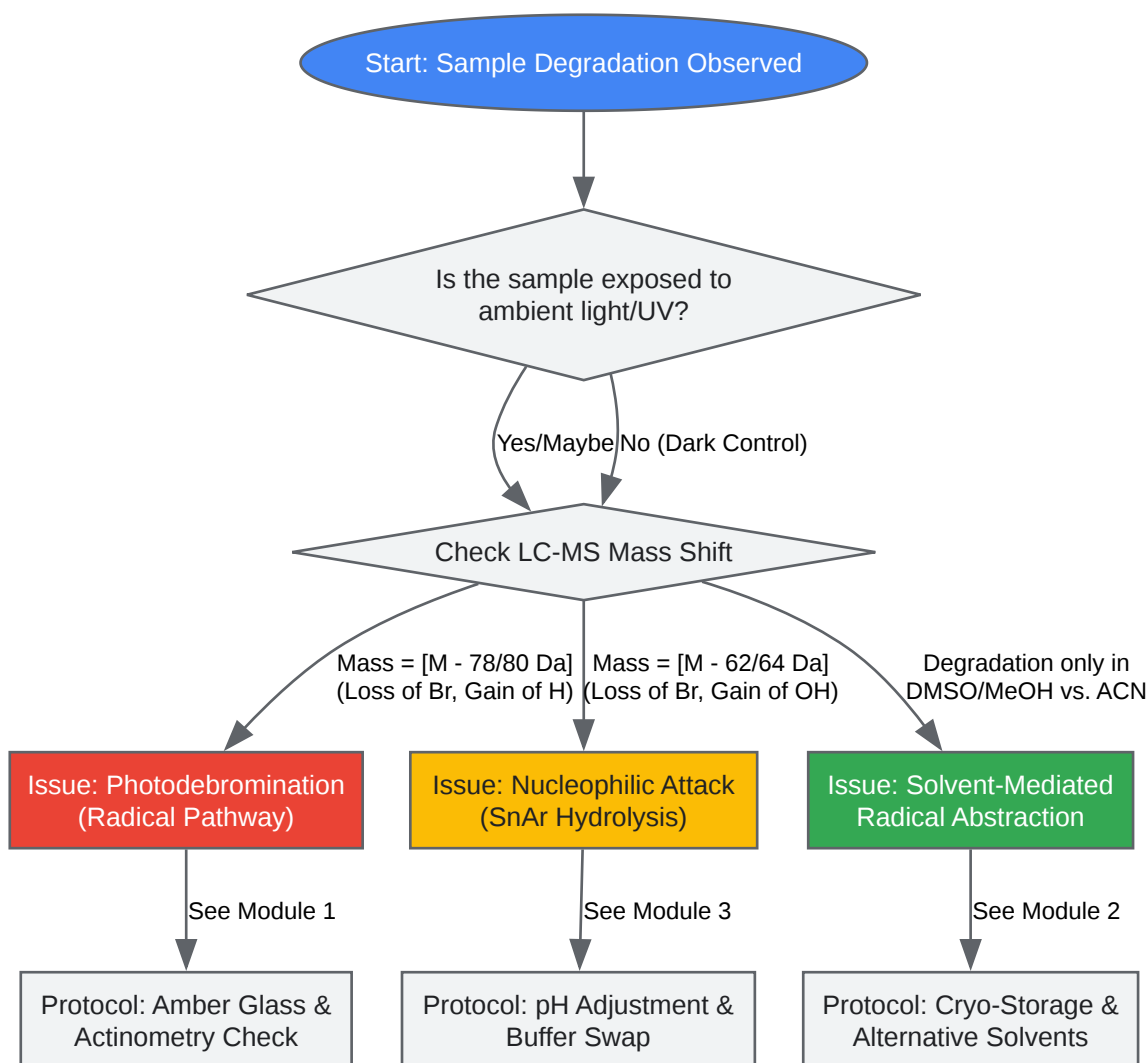 Start: Sample Degradation Observed
Is the sample exposed to
ambient light/UV?
Yes/Maybe
No (Dark Control)
Check LC-MS Mass Shift
Mass = [M - 78/80 Da]
(Loss of Br, Gain of H)
Mass = [M - 62/64 Da]
(Loss of Br, Gain of OH)
Degradation only in
DMSO/MeOH vs. ACN
Issue: Photodebromination
(Radical Pathway)
Issue: Nucleophilic Attack
(SnAr Hydrolysis)
Issue: Solvent-Mediated
Radical Abstraction
See Module 1
See Module 3
See Module 2
Protocol: Amber Glass &
Actinometry Check
Protocol: pH Adjustment &
Buffer Swap
Protocol: Cryo-Storage &
Alternative Solvents